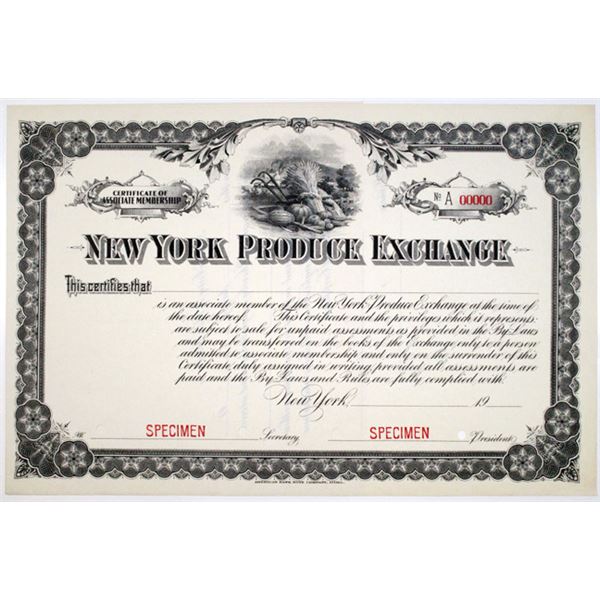 CERTIFICATE OF
ASSOCIATE MEMBERSHIP
No A 00000
NEW YORK PRODUCE EXCHANGE
This certifies that
is an associate member of the New York Produce Exchange at the time of
the date hereof. This Certificate and the privileges which it represents
are subject to sale for unpaid assessments as provided in the By Laws
and may be transferred on the books of the Exchange only to a person
admitted to associate membership and only on the surrender of this
Certificate duly assigned in writing, provided all assessments are
paid and the By Laws and Rules are fully complied with.
New York, 19
SPECIMEN Secretary. SPECIMEN President.
AMERICAN BANK NOTE COMPANY